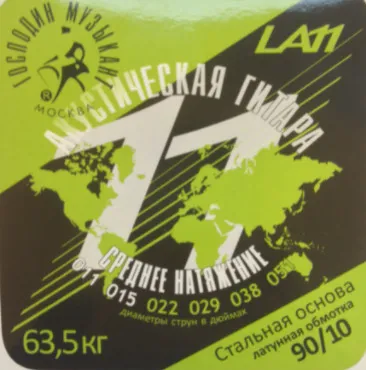 ГОСПОДИН МУЗЫКАНТ
®
МОСКВА
LA11
АКУСТИЧЕСКАЯ ГИТАРА
11
СРЕДНЕЕ НАТЯЖЕНИЕ
011 015 022 029 038
диаметры струн в дюймах
63,5кг
Стальная основа
латунная обмотка
90/10